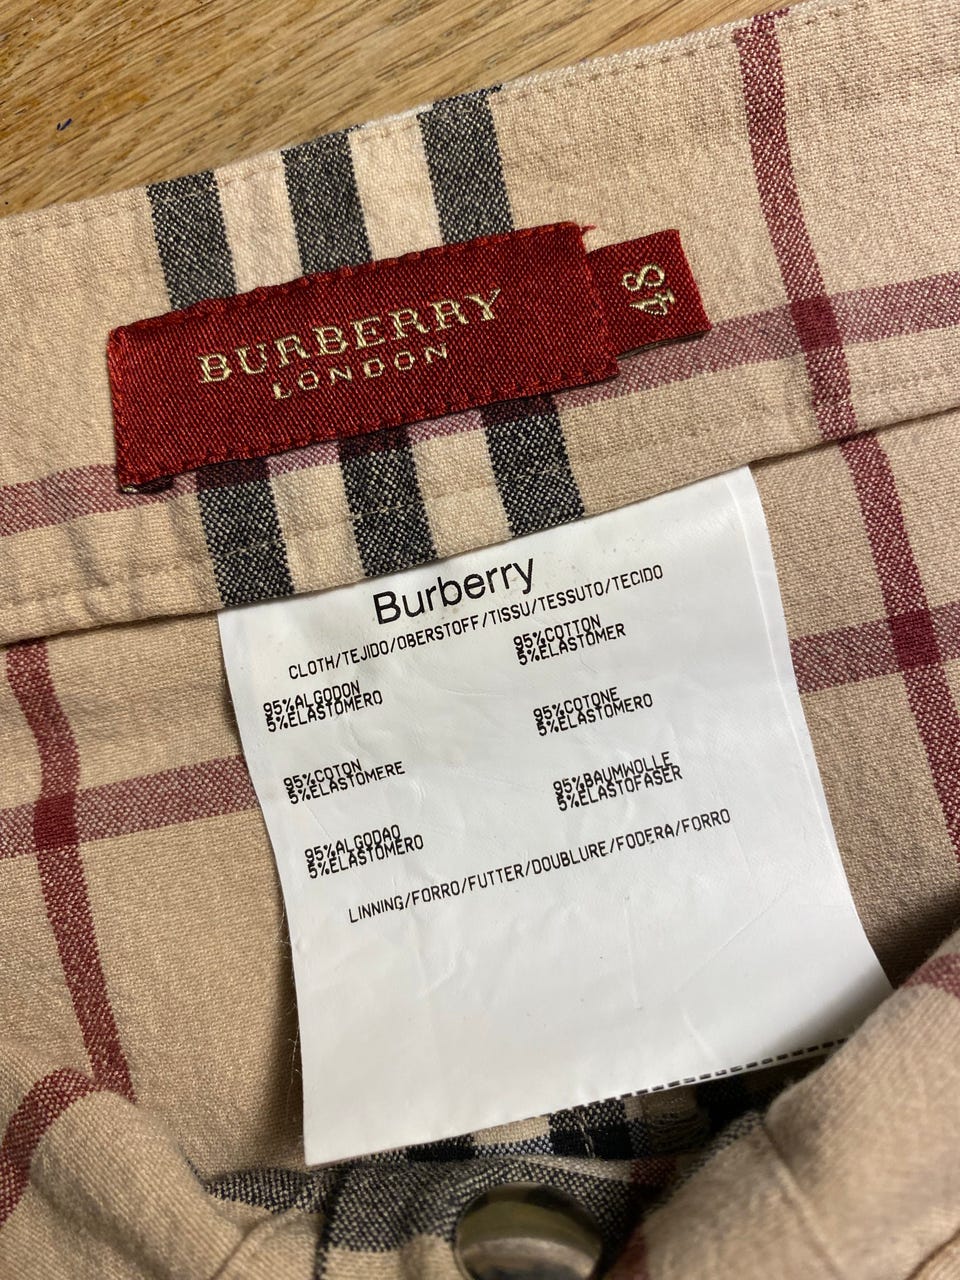 BURBERRY
LONDON
48
Burberry
CLOTH/TEJIDO/OBERSTOFF/TISSU/TESSUTO/TECIDO
95%COTTON
5%ELASTOMER
95%ALGODON
5%ELASTOMERO
95%COTONE
5%ELASTOMERO
95%COTON
5%ELASTOMERE
95%BAUMWOLLE
5%ELASTOFASER
95%ALGODAO
5%ELASTOMERO
LINNING/FORRO/FUTTER/DOUBLURE/FODERA/FORRO